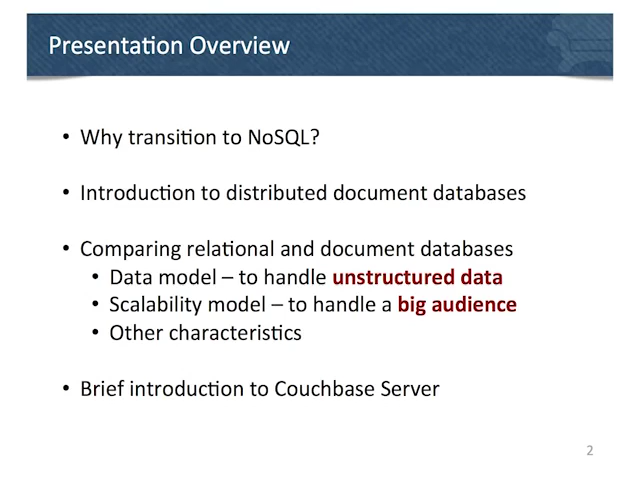 Presentation Overview
• Why transition to NoSQL?
• Introduction to distributed document databases
• Comparing relational and document databases
• Data model – to handle unstructured data
• Scalability model – to handle a big audience
• Other characteristics
• Brief introduction to Couchbase Server
2